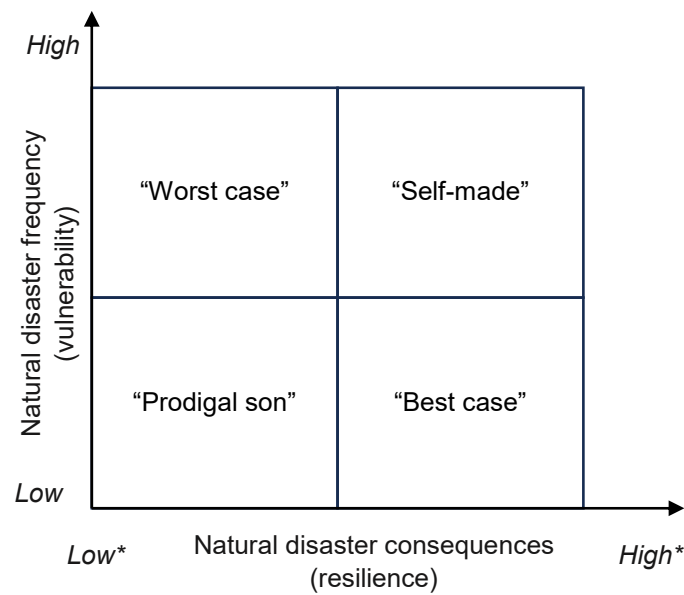 High
Natural disaster frequency
(vulnerability)
“Worst case”
“Self-made”
“Prodigal son”
“Best case”
Low
Low*
Natural disaster consequences
(resilience)
High*